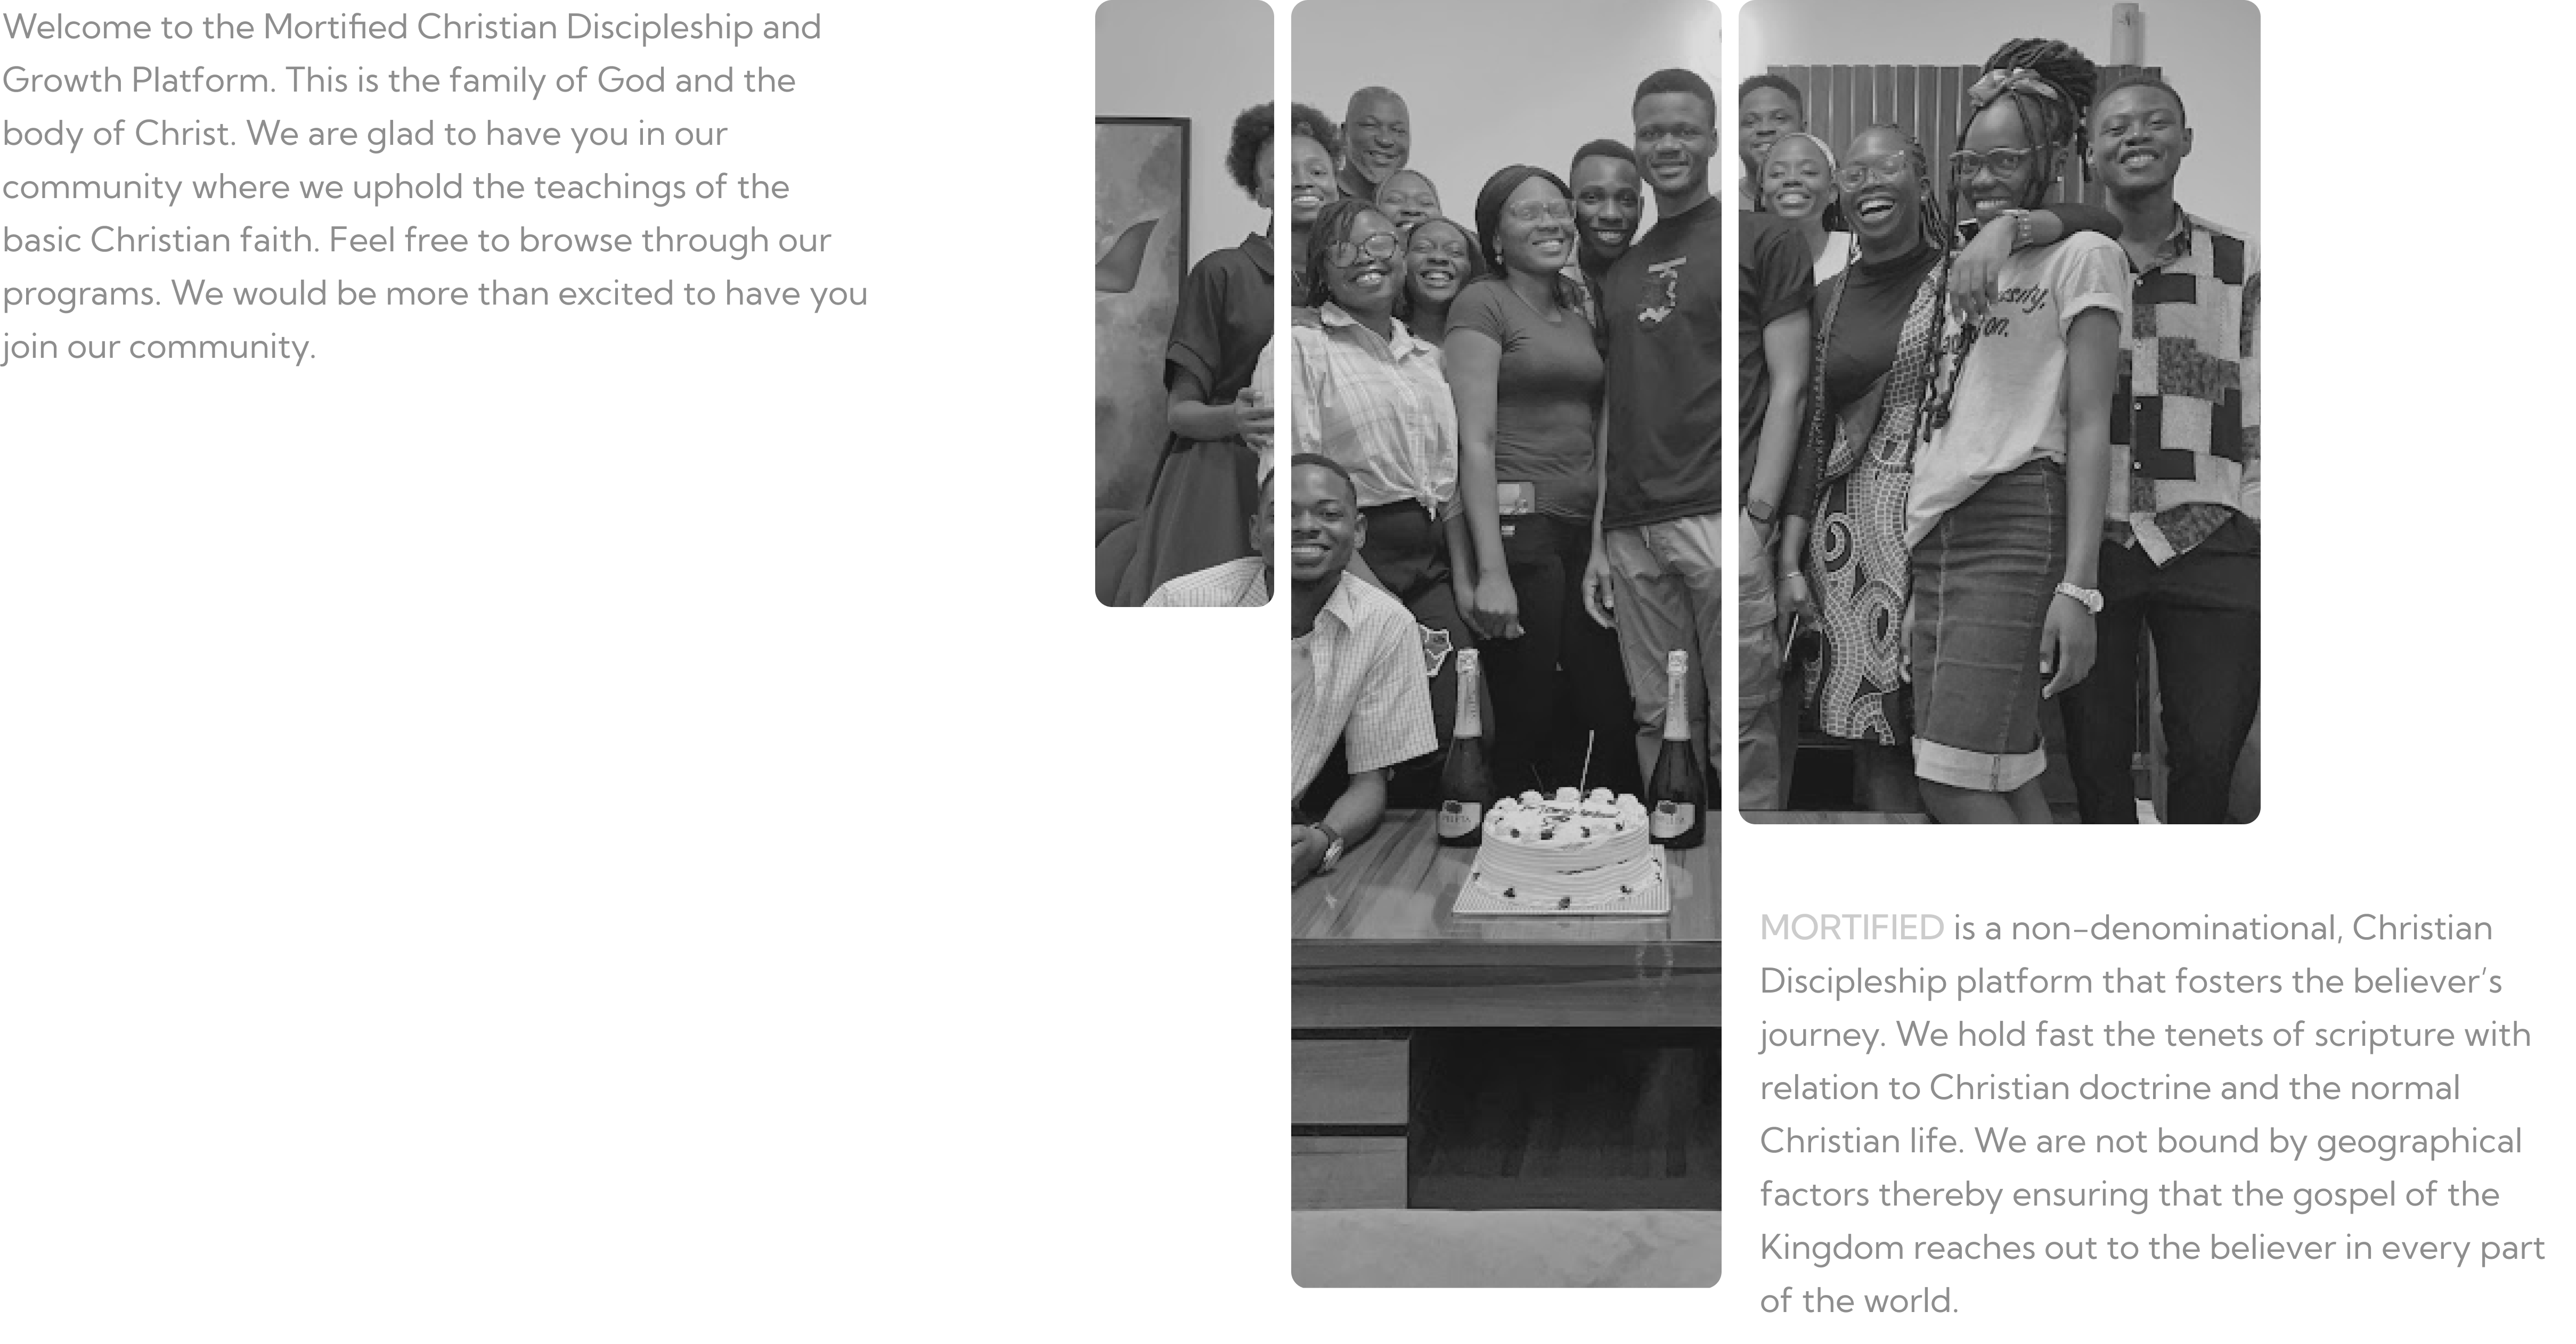 Welcome to the Mortified Christian Discipleship and
Growth Platform. This is the family of God and the
body of Christ. We are glad to have you in our
community where we uphold the teachings of the
basic Christian faith. Feel free to browse through our
programs. We would be more than excited to have you
join our community.
MORTIFIED is a non-denominational, Christian
Discipleship platform that fosters the believer’s
journey. We hold fast the tenets of scripture with
relation to Christian doctrine and the normal
Christian life. We are not bound by geographical
factors thereby ensuring that the gospel of the
Kingdom reaches out to the believer in every part
of the world.